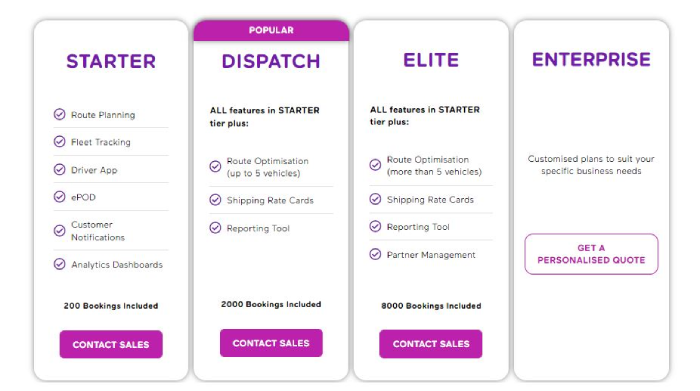 STARTER
Route Planning
Fleet Tracking
Driver App
ePOD
Customer
Notifications
Analytics Dashboards
200 Bookings Included
CONTACT SALES
POPULAR
DISPATCH
ALL features in STARTER
tier plus:
Route Optimisation
(up to 5 vehicles)
Shipping Rate Cards
Reporting Tool
2000 Bookings Included
CONTACT SALES
ELITE
ALL features in STARTER
tier plus:
Route Optimisation
(more than 5 vehicles)
Shipping Rate Cards
Reporting Tool
Partner Management
8000 Bookings Included
CONTACT SALES
ENTERPRISE
Customised plans to suit your
specific business needs
GET A
PERSONALISED QUOTE